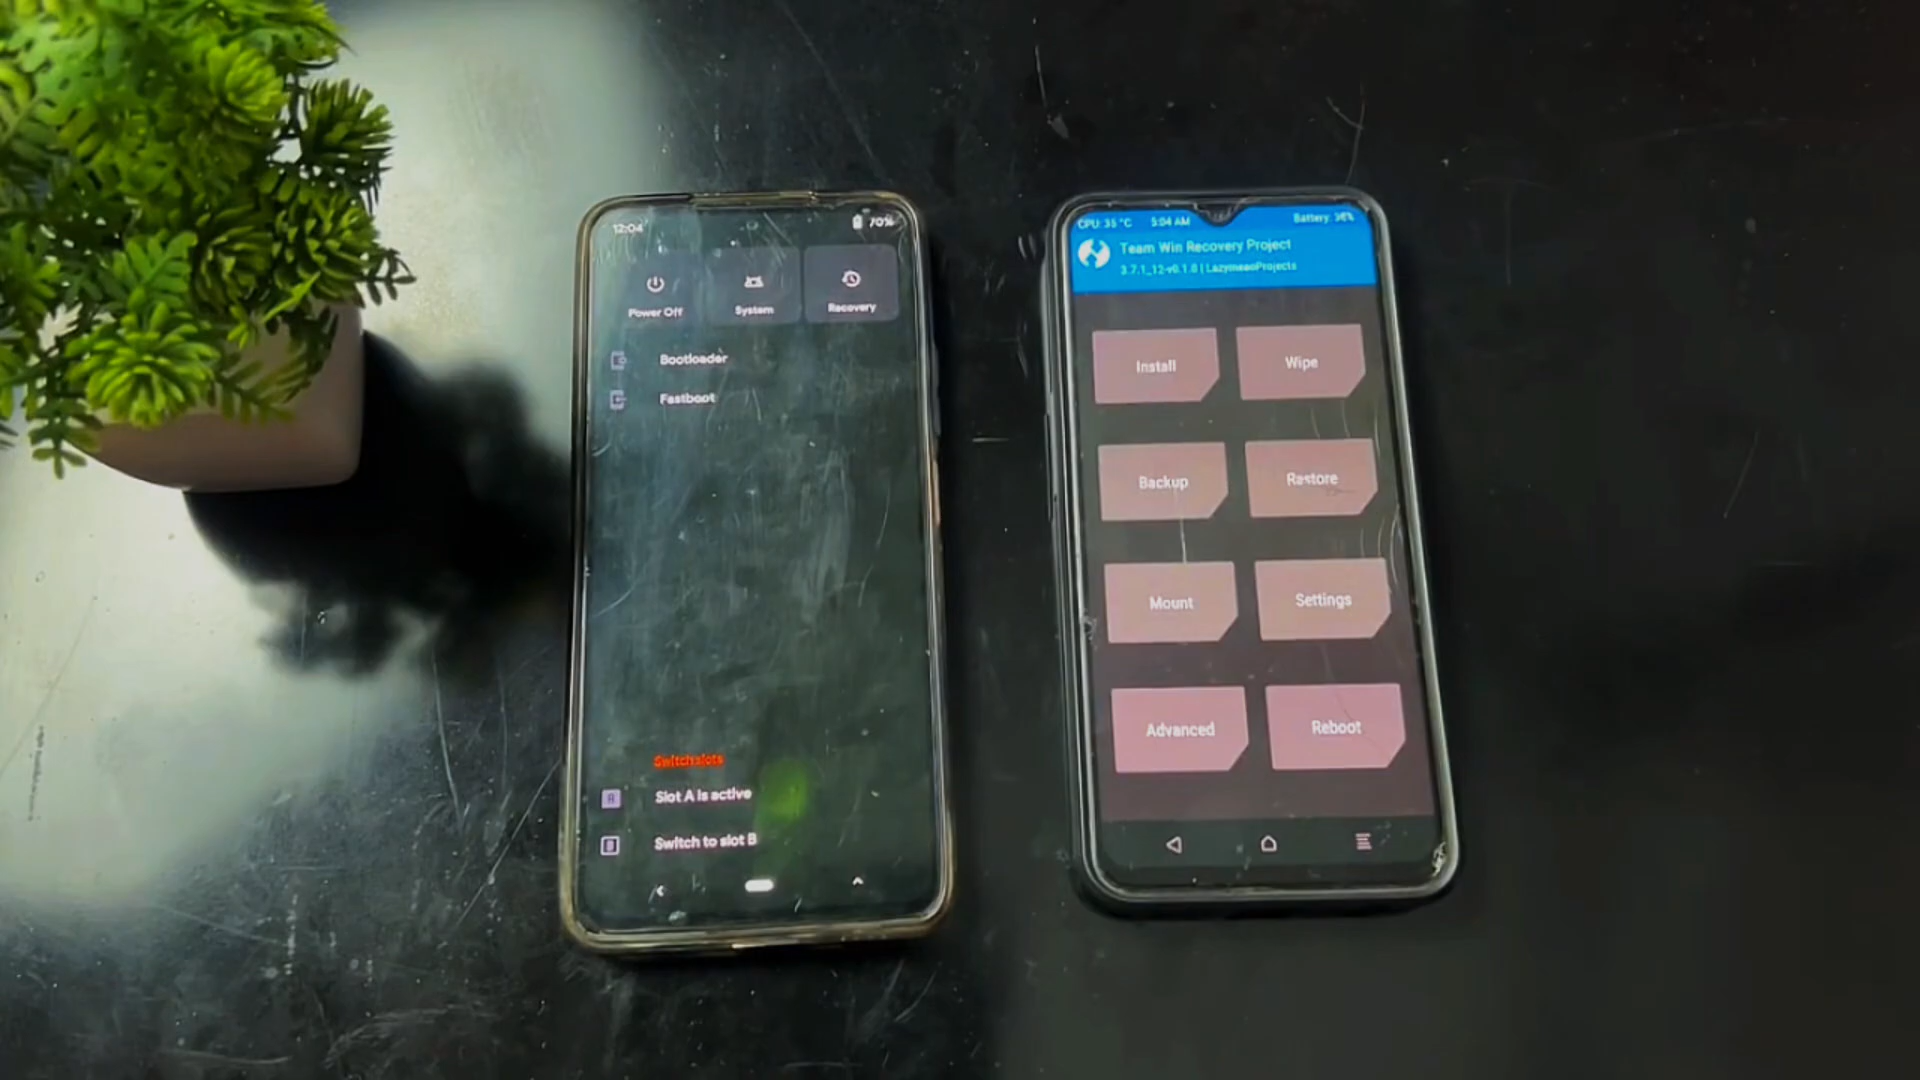 12:04
70%
Power Off
System
Recovery
Bootloader
Fastboot
Switch slots
Slot A is active
Switch to slot B
CPU: 35 °C
5:04 AM
Battery:
Team Win Recovery Project
Install
Wipe
Backup
Restore
Mount
Settings
Advanced
Reboot